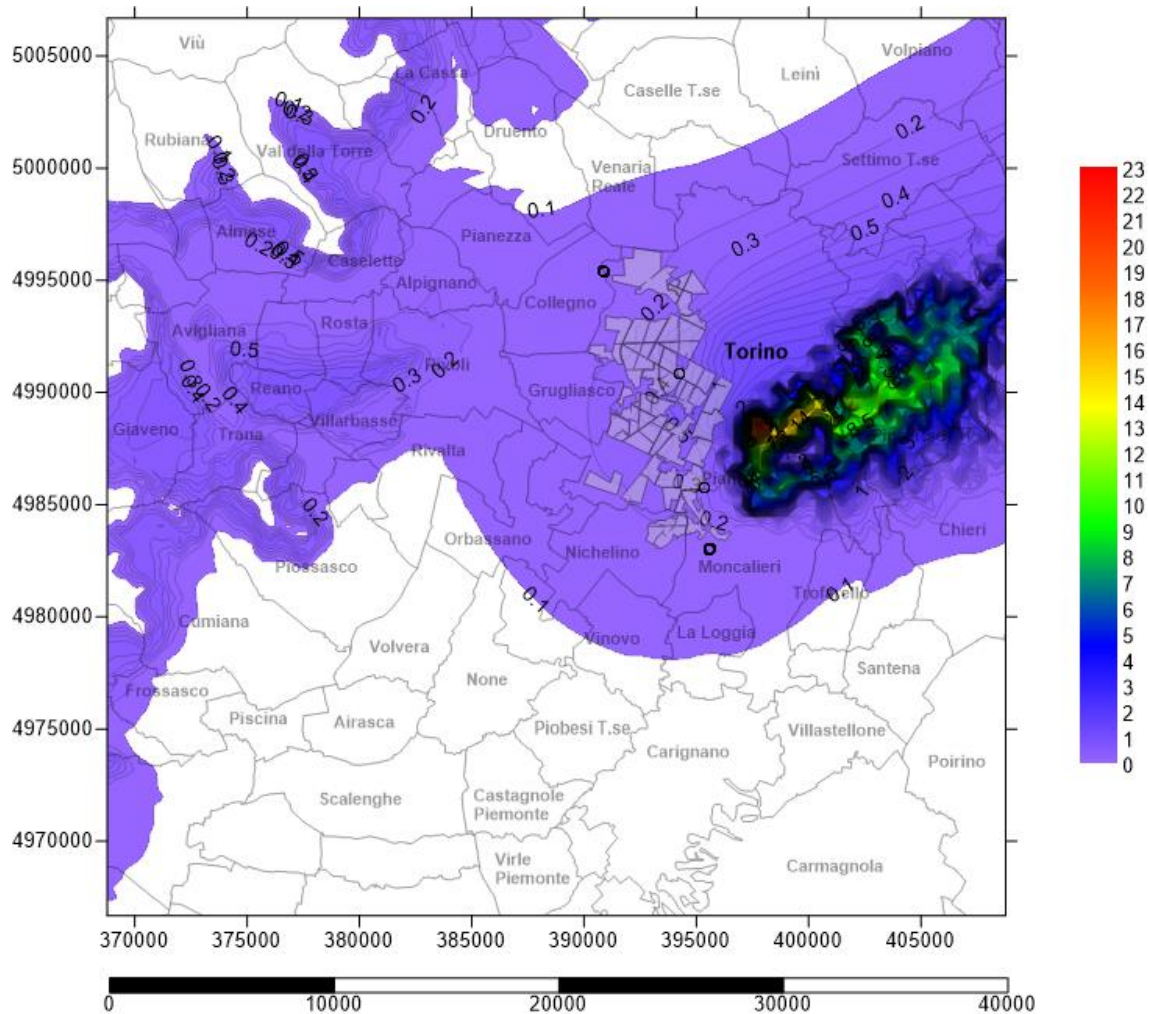 5005000
5000000
4995000
4990000
4985000
4980000
4975000
4970000
Viù
La Cassa
Volpiano
Leinì
Caselle T.se
0.2
Druento
0.2
Rubiana
Val della Torre
Settimo T.se
Venaria
Reale
0.4
0.1
0.5
Almese
Pianezza
0.3
Caselette
Alpignano
Collegno
0.2
Avigliana
Rosta
0.5
Rivoli
0.2
Torino
0.3
Reano
0.4
Grugliasco
Villarbasse
Giaveno
Trana
Rivalta
0.2
1
2
0.2
Orbassano
Nichelino
Chieri
Piossasco
Moncalieri
0.1
0.1
Trofarello
Cumiana
Vinovo
La Loggia
Volvera
Santena
None
Frossasco
Piscina
Airasca
Piobesi T.se
Villastellone
Carignano
Poirino
Scalenghe
Castagnole
Piemonte
Virle
Piemonte
Carmagnola
370000
375000
380000
385000
390000
395000
400000
405000
0
10000
20000
30000
40000
23
22
21
20
19
18
17
16
15
14
13
12
11
10
9
8
7
6
5
4
3
2
1
0